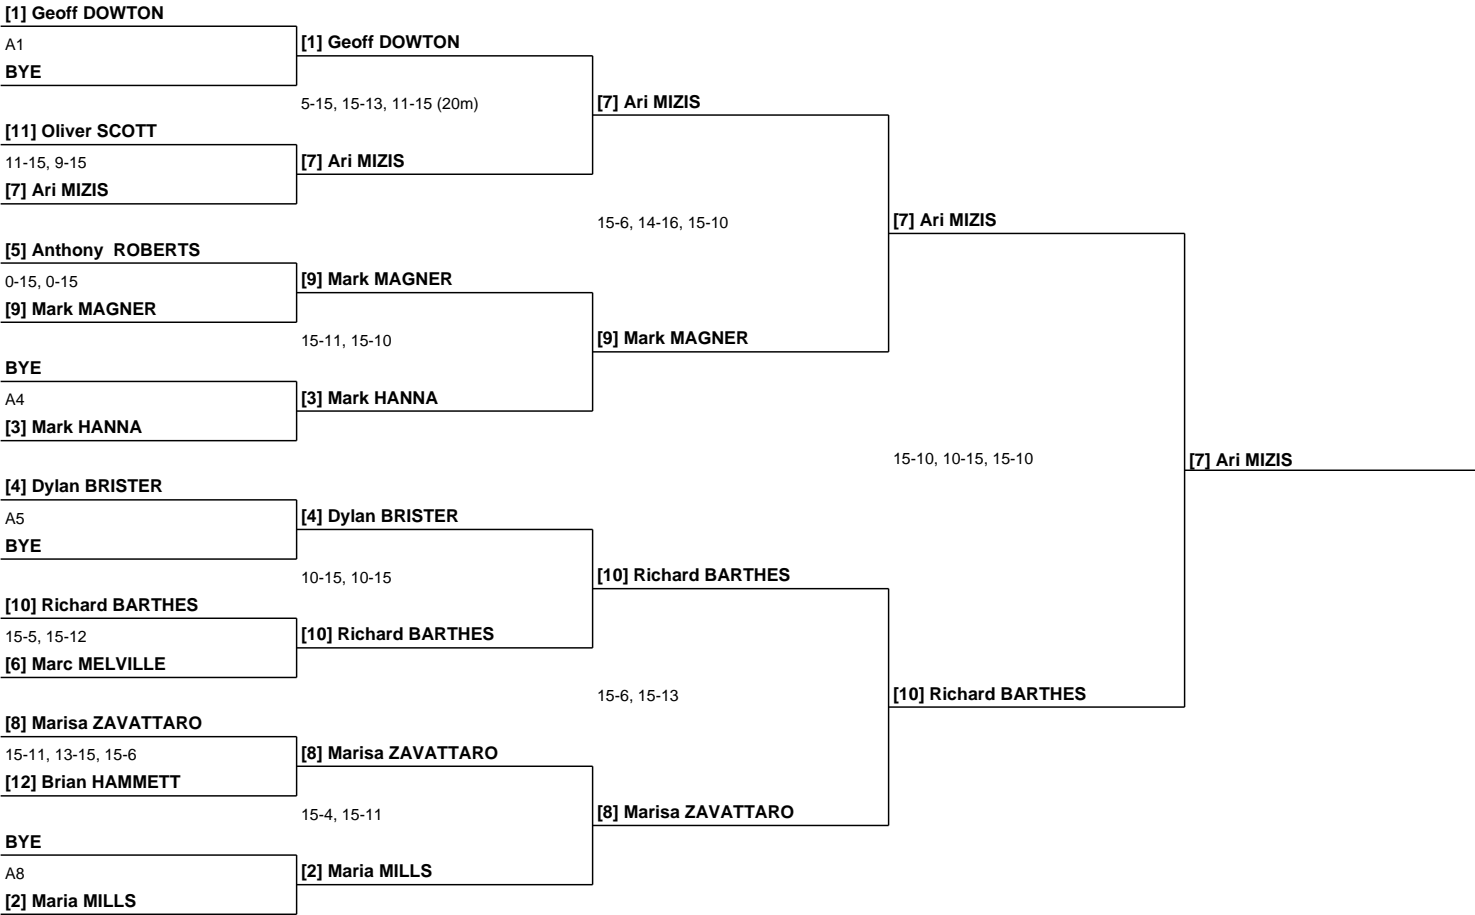 [1] Geoff DOWTON
A1
BYE
[11] Oliver SCOTT
11-15, 9-15
[7] Ari MIZIS
[5] Anthony  ROBERTS
0-15, 0-15
[9] Mark MAGNER
BYE
A4
[3] Mark HANNA
[4] Dylan BRISTER
A5
BYE
[10] Richard BARTHES
15-5, 15-12
[6] Marc MELVILLE
[8] Marisa ZAVATTARO
15-11, 13-15, 15-6
[12] Brian HAMMETT
BYE
A8
[2] Maria MILLS
[1] Geoff DOWTON
5-15, 15-13, 11-15 (20m)
[7] Ari MIZIS
[9] Mark MAGNER
15-11, 15-10
[3] Mark HANNA
[4] Dylan BRISTER
10-15, 10-15
[10] Richard BARTHES
[8] Marisa ZAVATTARO
15-4, 15-11
[2] Maria MILLS
[7] Ari MIZIS
15-6, 14-16, 15-10
[9] Mark MAGNER
[10] Richard BARTHES
15-6, 15-13
[8] Marisa ZAVATTARO
[7] Ari MIZIS
15-10, 10-15, 15-10
[10] Richard BARTHES
[7] Ari MIZIS